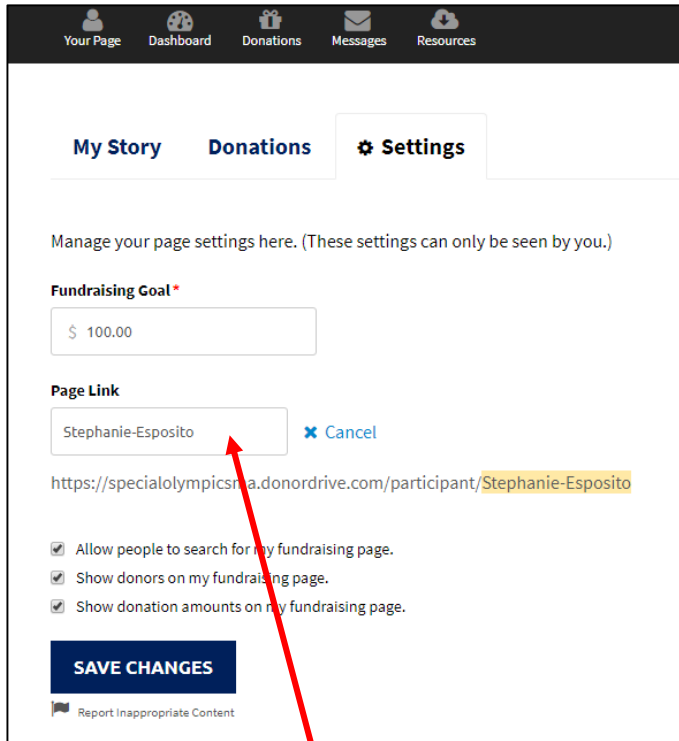 Your Page Dashboard Donations Messages Resources
My Story Donations Settings
Manage your page settings here. (These settings can only be seen by you.)
Fundraising Goal *
$ 100.00
Page Link
Stephanie-Esposito Cancel
https://specialolympicsma.donordrive.com/participant/Stephanie-Esposito
Allow people to search for my fundraising page.
Show donors on my fundraising page.
Show donation amounts on my fundraising page.
SAVE CHANGES
Report Inappropriate Content